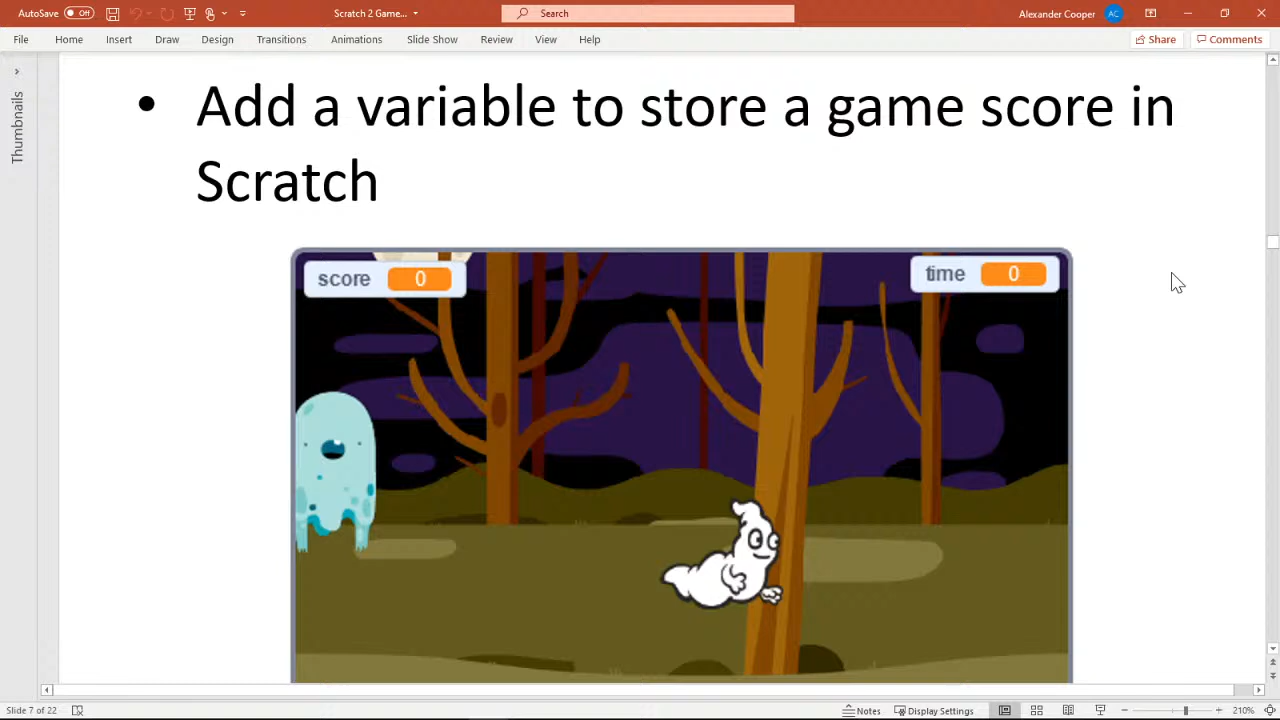 AutoSave Off
Scratch 2 Game...
Search
Alexander Cooper AC
File Home Insert Draw Design Transitions Animations Slide Show Review View Help
Share Comments
Thumbnails
• Add a variable to store a game score in
Scratch
score 0
time 0
Slide 7 of 22
Notes Display Settings 210%